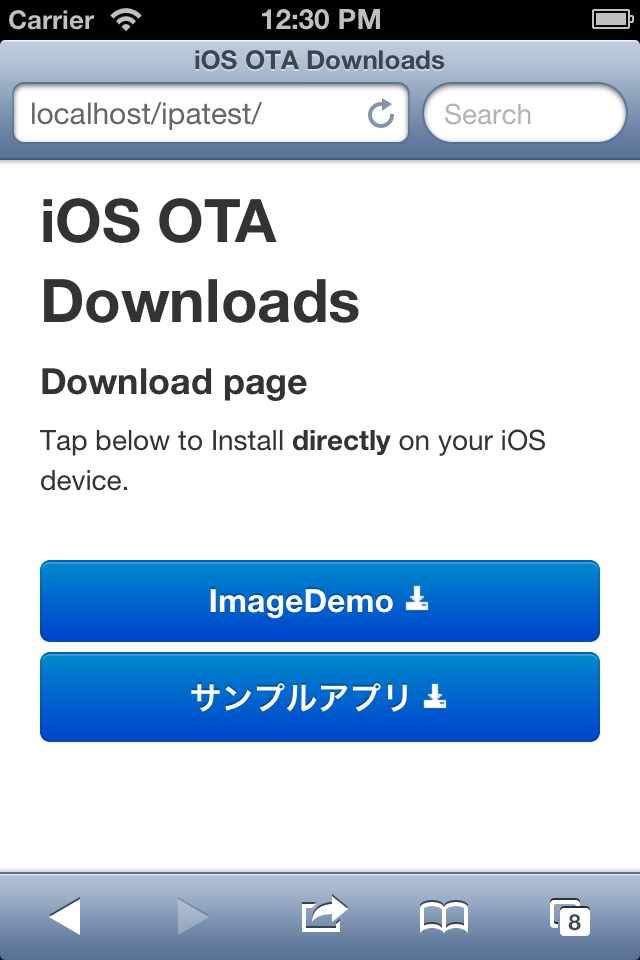 Carrier 12:30 PM
iOS OTA Downloads
localhost/ipatest/ Search
iOS OTA
Downloads
Download page
Tap below to Install directly on your iOS
device.
ImageDemo
サンプルアプリ
8